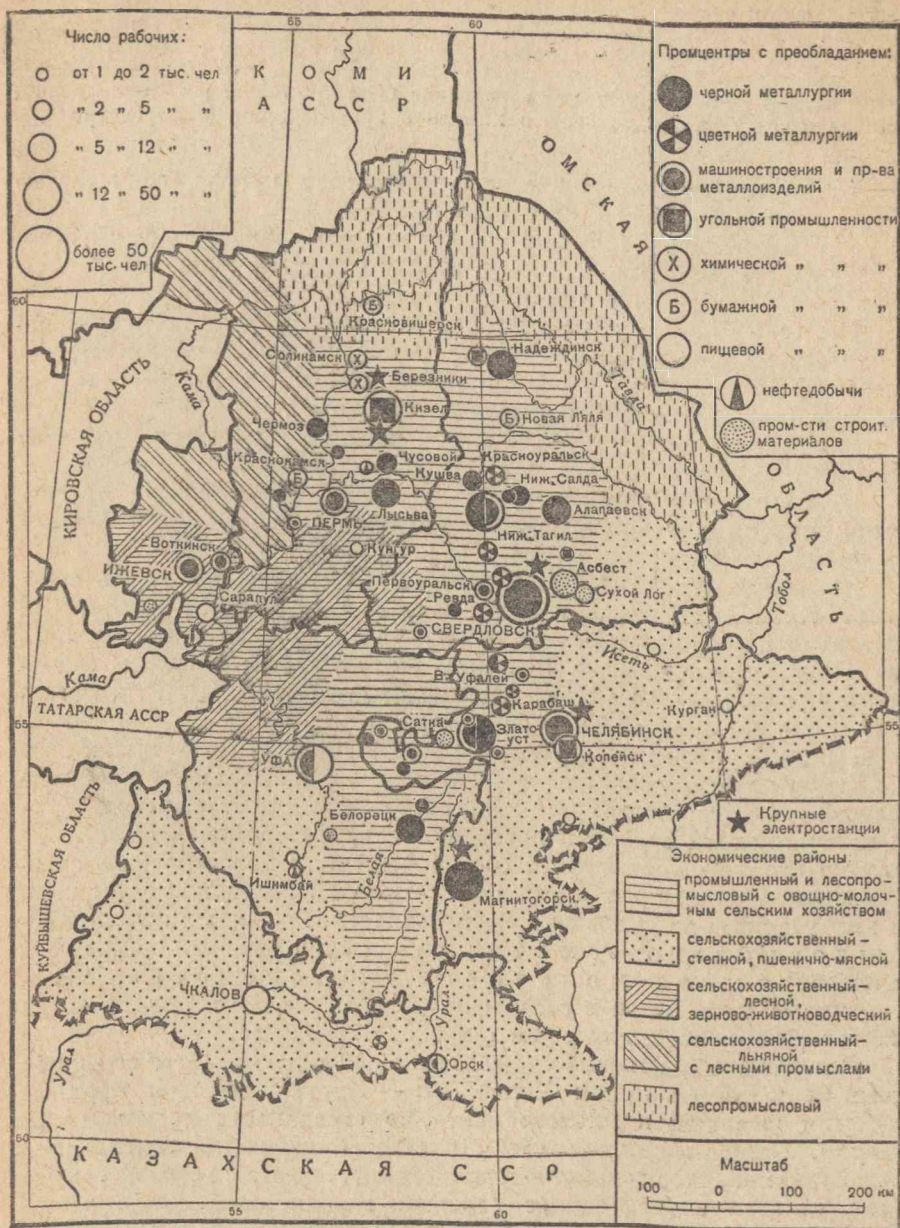 Число рабочих:
от 1 до 2 тыс. чел
„ 2 „ 5 „ „
„ 5 „ 12 „ „
„ 12 „ 50 „ „
более 50
тыс. чел
65
60
К О М И
А С С Р
О М С К А Я
О Б Л А С Т Ь
Промцентры с преобладанием:
черной металлургии
цветной металлургии
машиностроения и пр-ва
металлоизделий
угольной промышленности
Х химической „ „ „
Б бумажной „ „ „
пищевой „ „ „
нефтедобычи
пром-сти строит.
материалов
60
КИРОВСКАЯ ОБЛАСТЬ
Кама
Б
Красновишерск
Соликамск
Х
Х
Березники
Надеждинск
Тавда
Кизел
Б
Новая Ляля
Чермоз
Чусовой
Красноуральск
Краснокамск
Б
Кушва
Ниж. Салда
ПЕРМЬ
Лысьва
Алапаевск
Ниж. Тагил
Воткинск
ИЖЕВСК
Кунгур
Асбест
Сарапул
Первоуральск
Ревда
Сухой Лог
СВЕРДЛОВСК
Тобол
Исеть
Кама
ТАТАРСКАЯ АССР
В. Уфалей
Карабаш
Курган
55
55
Сатка
Злато-
уст
ЧЕЛЯБИНСК
УФА
Копейск
КУЙБЫШЕВСКАЯ ОБЛАСТЬ
Белорецк
Белая
Ишимбай
Магнитогорск
ЧКАЛОВ
Урал
Урал
Орск
Крупные
электростанции
Экономические районы:
промышленный и лесопро-
мысловый с овощно-молоч-
ным сельским хозяйством
сельскохозяйственный-
степной, пшенично-мясной
сельскохозяйственный-
лесной,
зерново-животноводческий
сельскохозяйственный-
льняной
с лесными промыслами
лесопромысловый
50
К А З А Х С К А Я С С Р
55
60
Масштаб
100 0 100 200 км